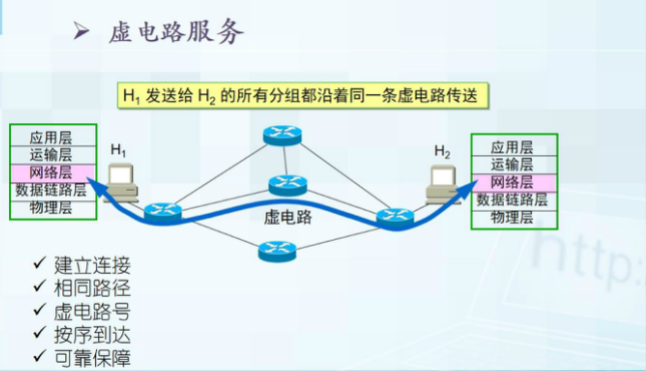 虚电路服务
H₁ 发送给 H₂ 的所有分组都沿着同一条虚电路传送
应用层
运输层
网络层
数据链路层
物理层
H₁
H₂
应用层
运输层
网络层
数据链路层
物理层
虚电路
✓ 建立连接
✓ 相同路径
✓ 虚电路号
✓ 按序到达
✓ 可靠保障
http: